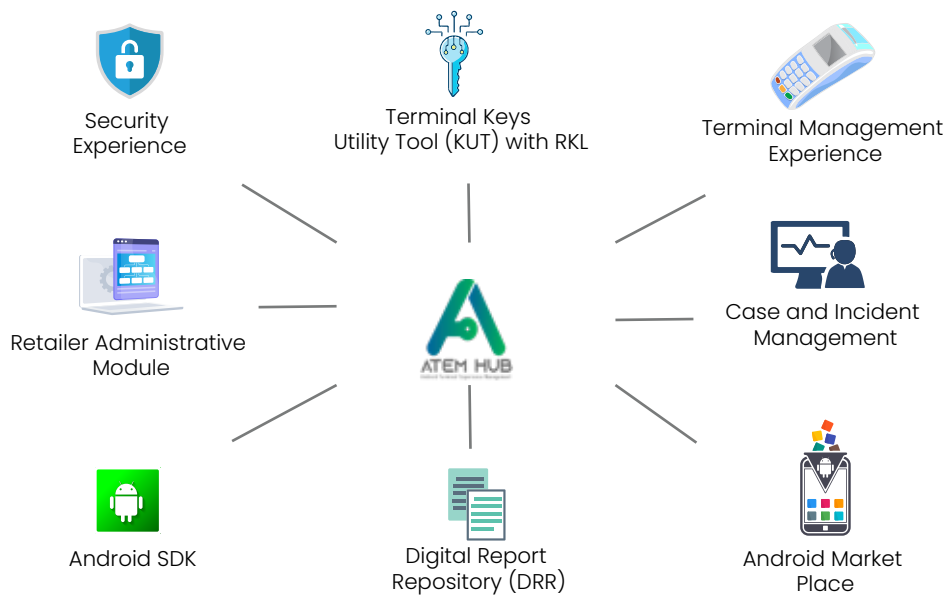 Security
Experience
Terminal Keys
Utility Tool (KUT) with RKL
Terminal Management
Experience
Retailer Administrative
Module
ATEM HUB
Case and Incident
Management
Android SDK
Digital Report
Repository (DRR)
Android Market
Place